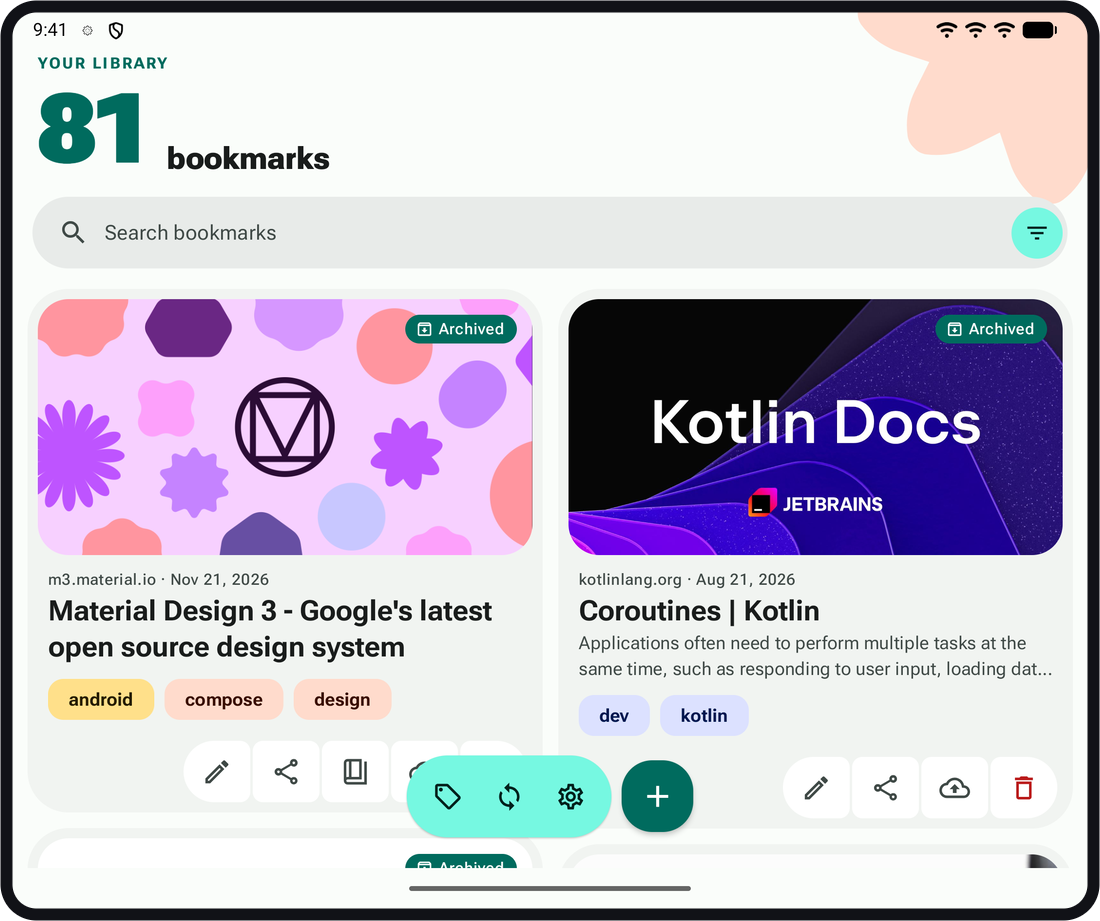 9:41
YOUR LIBRARY
81 bookmarks
Search bookmarks
Archived
m3.material.io · Nov 21, 2026
Material Design 3 - Google's latest
open source design system
android compose design
Archived
Kotlin Docs
JETBRAINS
kotlinlang.org · Aug 21, 2026
Coroutines | Kotlin
Applications often need to perform multiple tasks at the
same time, such as responding to user input, loading dat...
dev kotlin
Archived